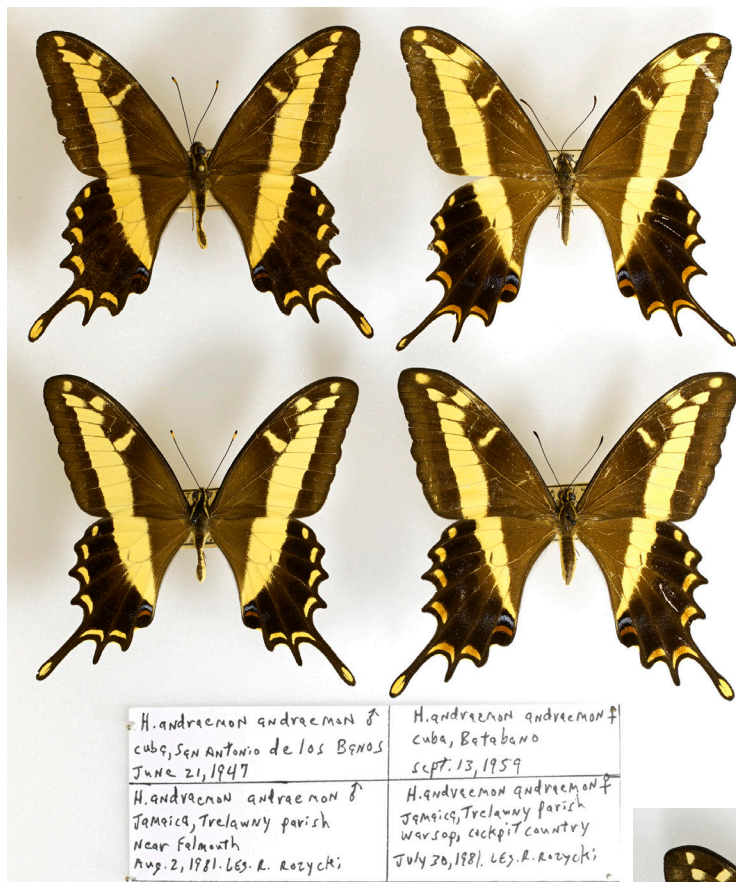 H. andraemon andraemon ♂
cuba, San Antonio de los Banos
June 21, 1947
H. andraemon andraemon ♀
cuba, Batabano
sept. 13, 1959
H. andraemon andraemon ♂
Jamaica, Trelawny parish
Near Falmouth
Aug. 2, 1981. Leg. R. Rozycki
H. andraemon andraemon ♀
Jamaica, Trelawny parish
Warsop, cockpit country
July 30, 1981. Leg. R. Rozycki